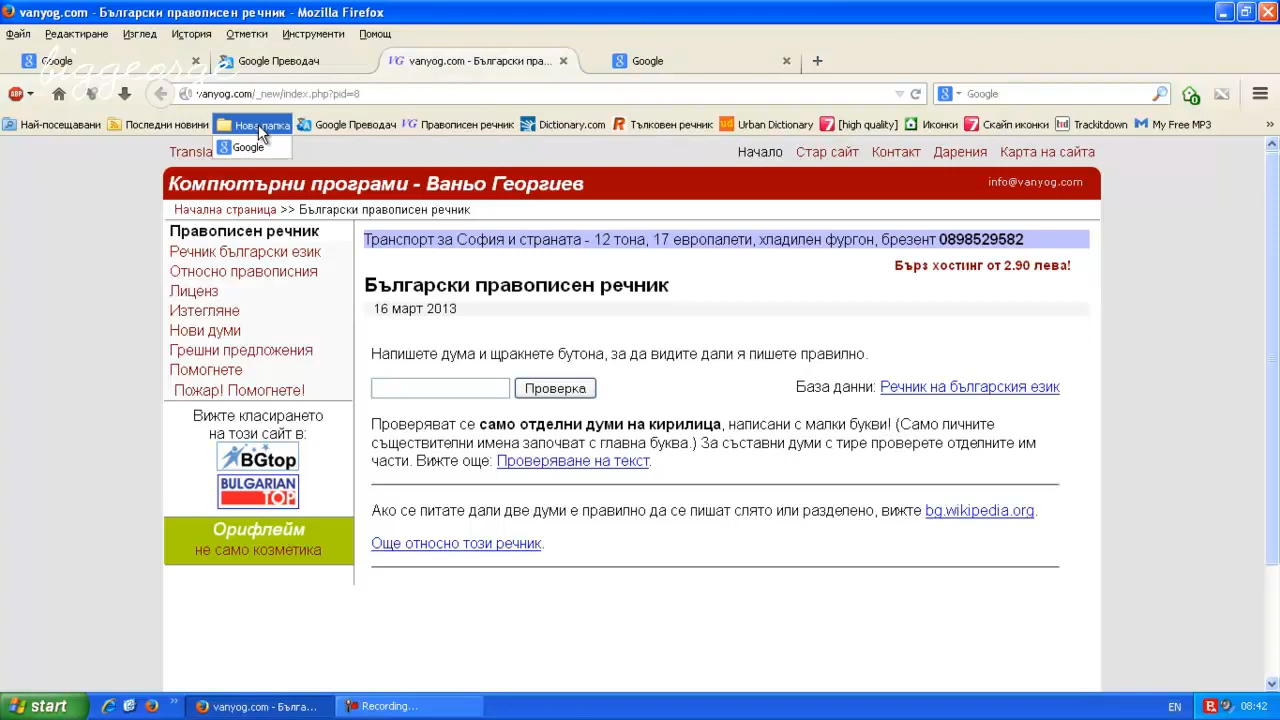 vanyog.com - Български правописен речник - Mozilla Firefox
Файл Редактиране Изглед История Отметки Инструменти Помощ
Google Google Преводач VG vanyog.com - Български пра... Google
biggeorge
ABP vanyog.com/_new/index.php?pid=8 Google
Най-посещавани Последни новини Нова папка Google Преводач VG Правописен речник Dictionary.com Тълковен речник Urban Dictionary [high quality] Иконки Скайп иконки Trackitdown My Free MP3 »
Google
Transla Начало Стар сайт Контакт Дарения Карта на сайта
Компютърни програми - Ваньо Георгиев info@vanyog.com
Начална страница >> Български правописен речник
Правописен речник
Речник български език
Относно правописния
Лиценз
Изтегляне
Нови думи
Грешни предложения
Помогнете
Пожар! Помогнете!
Вижте класирането
на този сайт в:
BGtop
BULGARIAN
TOP
Орифлейм
не само козметика
Транспорт за София и страната - 12 тона, 17 европалети, хладилен фургон, брезент 0898529582
Бърз хостинг от 2.90 лева!
Български правописен речник
16 март 2013
Напишете дума и щракнете бутона, за да видите дали я пишете правилно.
Проверка База данни: Речник на българския език
Проверяват се само отделни думи на кирилица, написани с малки букви! (Само личните
съществителни имена започват с главна буква.) За съставни думи с тире проверете отделните им
части. Вижте още: Проверяване на текст.
Ако се питате дали две думи е правилно да се пишат слято или разделено, вижте bg.wikipedia.org.
Още относно този речник.
start » vanyog.com - Бълга... Recording... EN 08:42